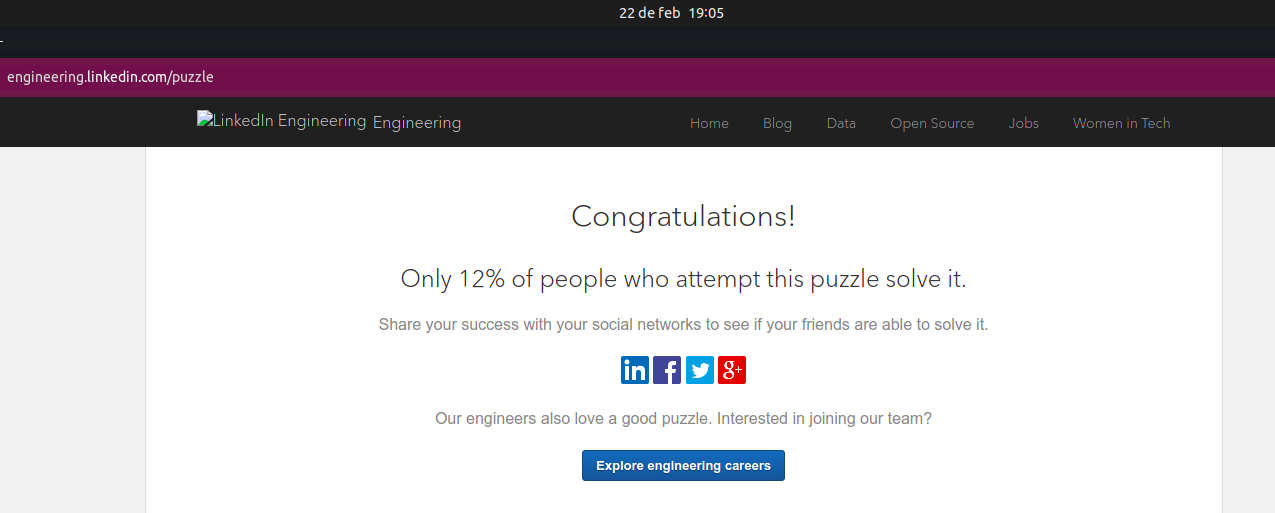 22 de feb 19:05
engineering.linkedin.com/puzzle
LinkedIn Engineering Engineering Home Blog Data Open Source Jobs Women in Tech
Congratulations!
Only 12% of people who attempt this puzzle solve it.
Share your success with your social networks to see if your friends are able to solve it.
in f g+
Our engineers also love a good puzzle. Interested in joining our team?
Explore engineering careers